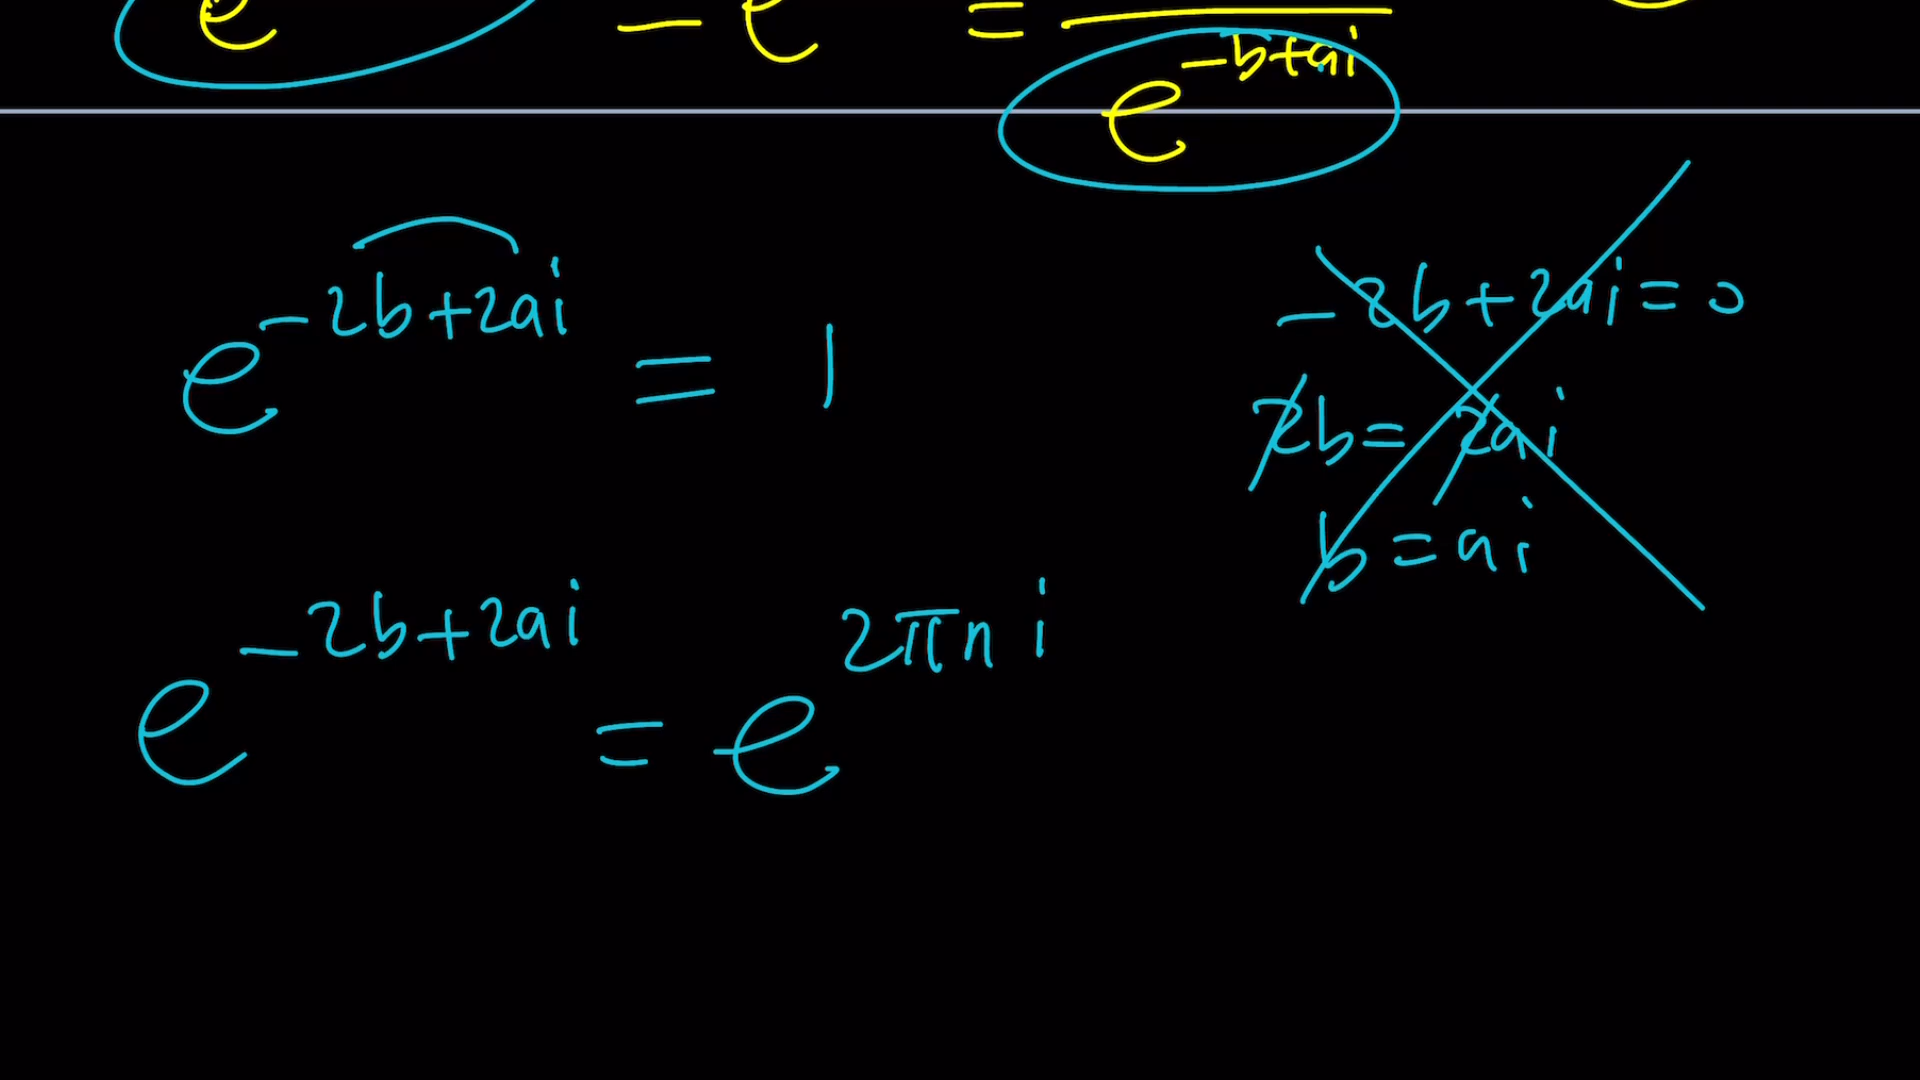 e - e =
e^{-b+ai}
e^{-2b+2ai} = 1
-2b+2ai=0
2b=2ai
b=ai
e^{-2b+2ai} = e^{2πni}